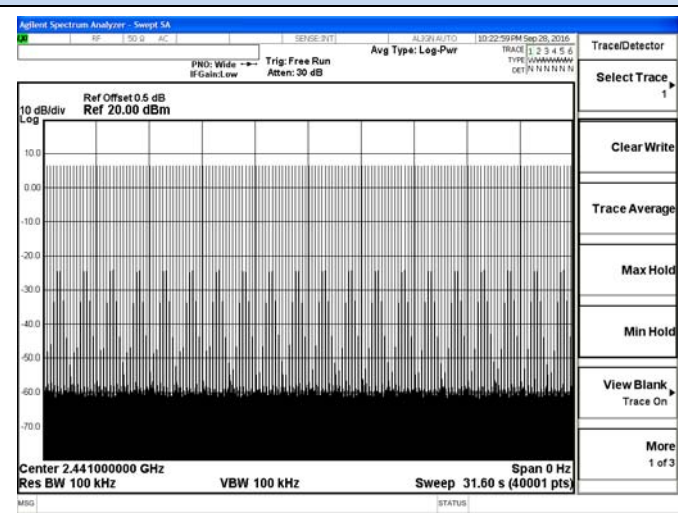 Agilent Spectrum Analyzer - Swept SA
RF 50 Ω AC SENSE:INT ALIGN AUTO 10:22:59 PM Sep 28, 2016
Avg Type: Log-Pwr TRACE 1 2 3 4 5 6
PNO: Wide Trig: Free Run TYPE
IFGain:Low Atten: 30 dB DET N N N N N N
Ref Offset 0.5 dB
10 dB/div Ref 20.00 dBm
Log
10.0
0.00
-10.0
-20.0
-30.0
-40.0
-50.0
-60.0
-70.0
Center 2.441000000 GHz Span 0 Hz
Res BW 100 kHz VBW 100 kHz Sweep 31.60 s (40001 pts)
MSG STATUS
Trace/Detector
Select Trace
1
Clear Write
Trace Average
Max Hold
Min Hold
View Blank
Trace On
More
1 of 3